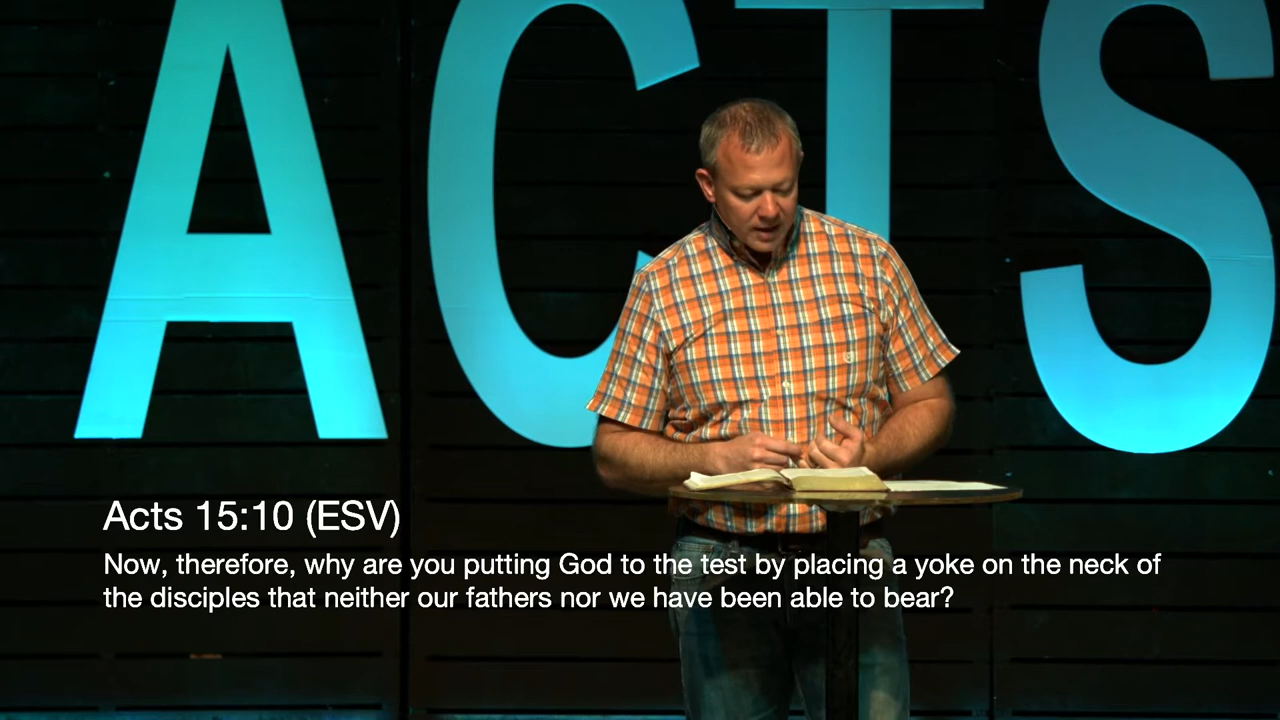 ACTS
Acts 15:10 (ESV)
Now, therefore, why are you putting God to the test by placing a yoke on the neck of
the disciples that neither our fathers nor we have been able to bear?